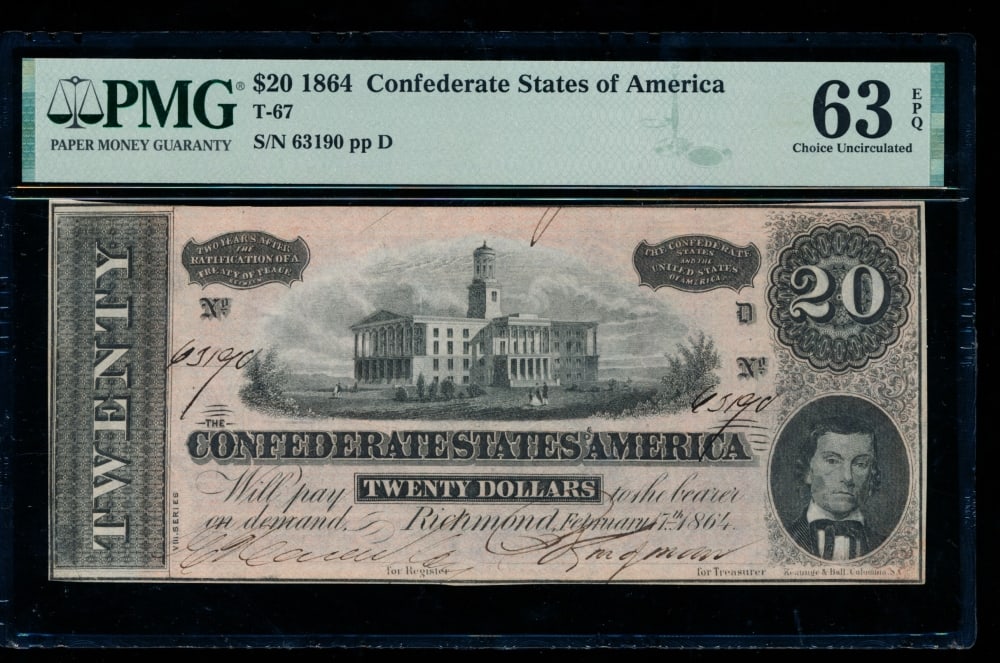 PMG®
PAPER MONEY GUARANTY
$20 1864 Confederate States of America
T-67
S/N 63190 pp D
63
EPQ
Choice Uncirculated
TWENTY
VIII SERIES
TWO YEARS AFTER
THE
RATIFICATION OF A
TREATY OF PEACE
BETWEEN
THE CONFEDERATE
STATES
AND THE
UNITED STATES
OF AMERICA
20
No
D
63190
No
63190
THE
CONFEDERATE STATES OF AMERICA
Will pay TWENTY DOLLARS to the bearer
on demand, Richmond, February 17th 1864.
for Register
for Treasurer
Keatinge & Ball, Columbia, S.C.